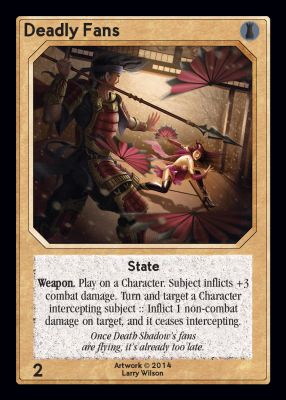 Deadly Fans
State
Weapon. Play on a Character. Subject inflicts +3
combat damage. Turn and target a Character
intercepting subject :: Inflict 1 non-combat
damage on target, and it ceases intercepting.
Once Death Shadow's fans
are flying, it's already too late.
2
Artwork © 2014
Larry Wilson